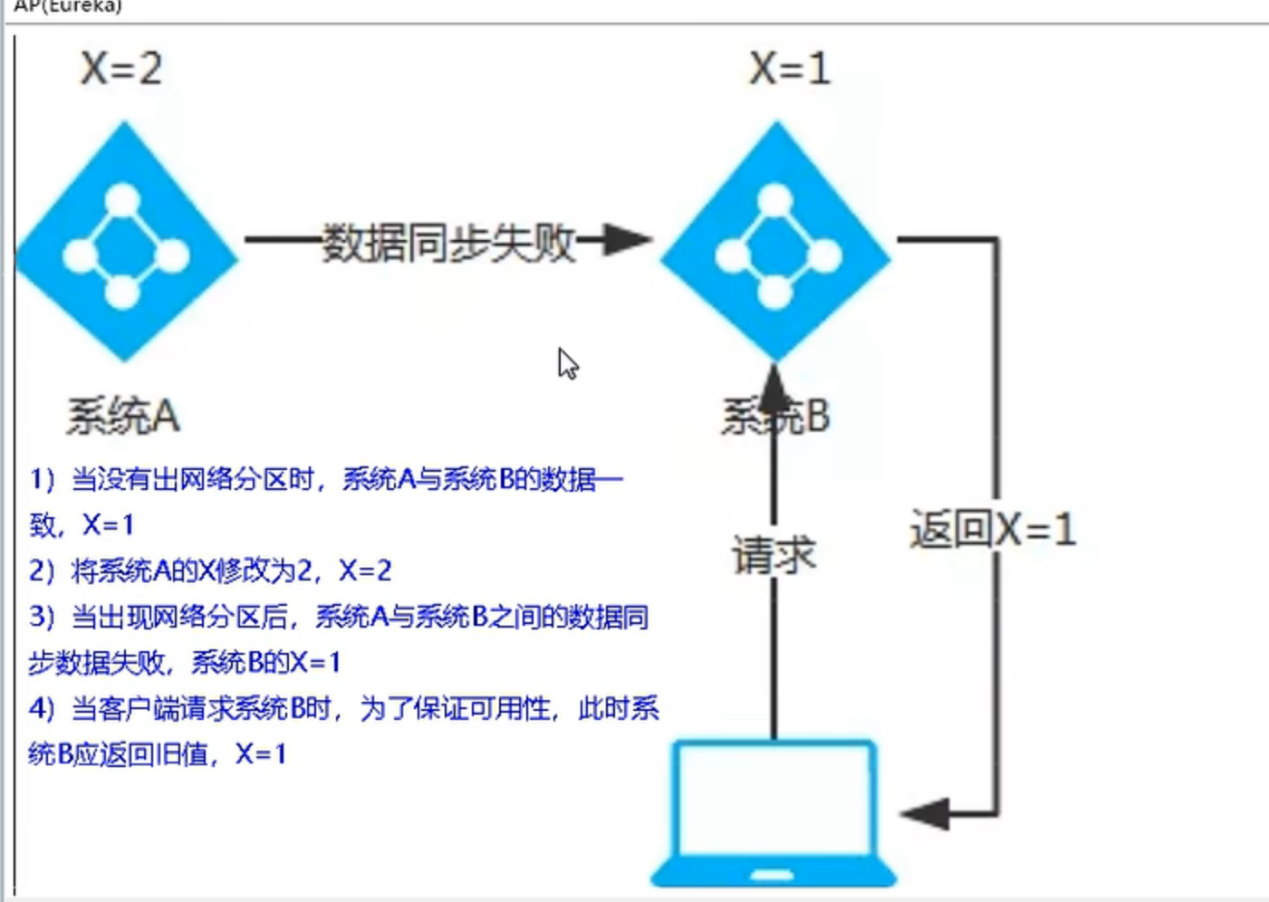 AP(Eureka)
X=2
X=1
数据同步失败
系统A
系统B
1）当没有出网络分区时，系统A与系统B的数据一
致，X=1
2）将系统A的X修改为2，X=2
3）当出现网络分区后，系统A与系统B之间的数据同
步数据失败，系统B的X=1
4）当客户端请求系统B时，为了保证可用性，此时系
统B应返回旧值，X=1
请求
返回X=1